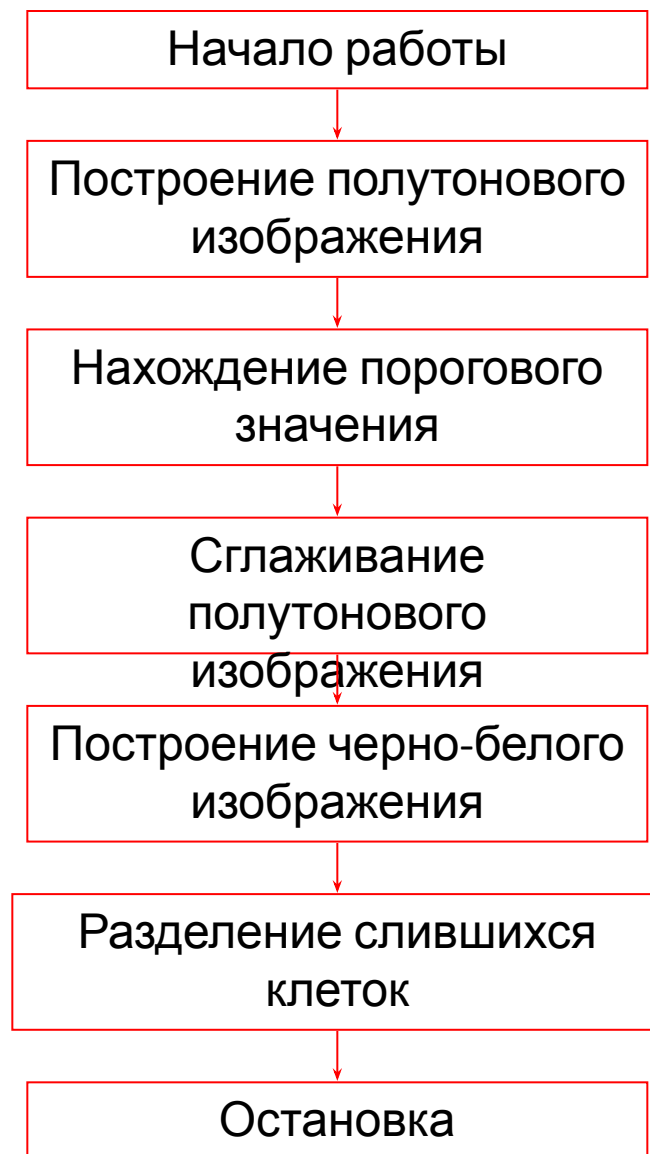 Начало работы
Построение полутонового
изображения
Нахождение порогового
значения
Сглаживание
полутонового
изображения
Построение черно-белого
изображения
Разделение слившихся
клеток
Остановка